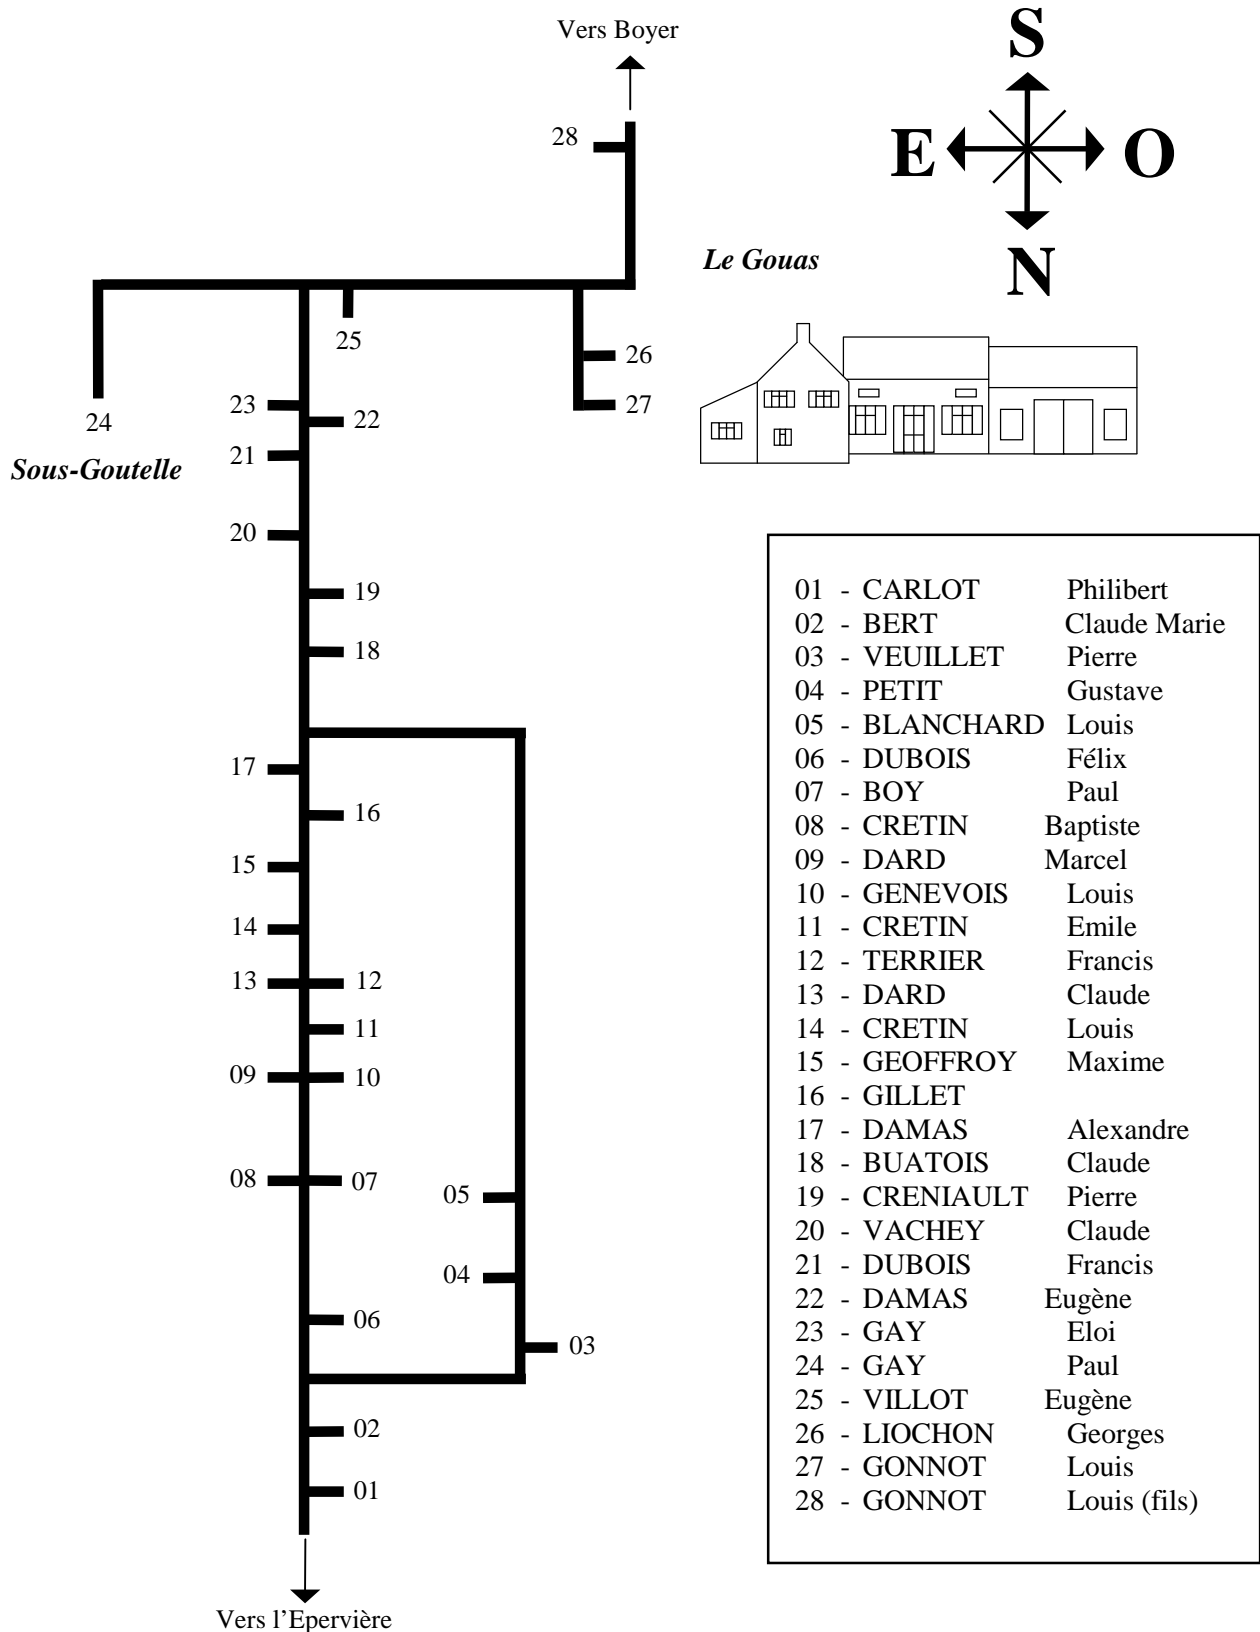 Vers Boyer
S
E
O
N
28
Le Gouas
25
26
27
24
Sous-Goutelle
23
22
21
20
19
18
17
16
15
14
13
12
11
09
10
08
07
05
04
06
03
02
01
Vers l'Epervière
01 - CARLOT Philibert
02 - BERT Claude Marie
03 - VEUILLET Pierre
04 - PETIT Gustave
05 - BLANCHARD Louis
06 - DUBOIS Félix
07 - BOY Paul
08 - CRETIN Baptiste
09 - DARD Marcel
10 - GENEVOIS Louis
11 - CRETIN Emile
12 - TERRIER Francis
13 - DARD Claude
14 - CRETIN Louis
15 - GEOFFROY Maxime
16 - GILLET
17 - DAMAS Alexandre
18 - BUATOIS Claude
19 - CRENIAULT Pierre
20 - VACHEY Claude
21 - DUBOIS Francis
22 - DAMAS Eugène
23 - GAY Eloi
24 - GAY Paul
25 - VILLOT Eugène
26 - LIOCHON Georges
27 - GONNOT Louis
28 - GONNOT Louis (fils)